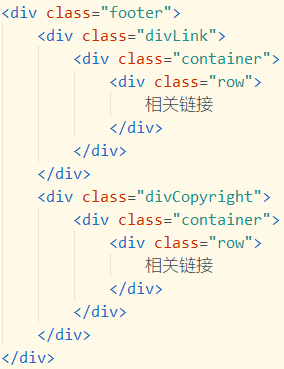 <div class="footer">
<div class="divLink">
<div class="container">
<div class="row">
相关链接
</div>
</div>
</div>
<div class="divCopyright">
<div class="container">
<div class="row">
相关链接
</div>
</div>
</div>
</div>